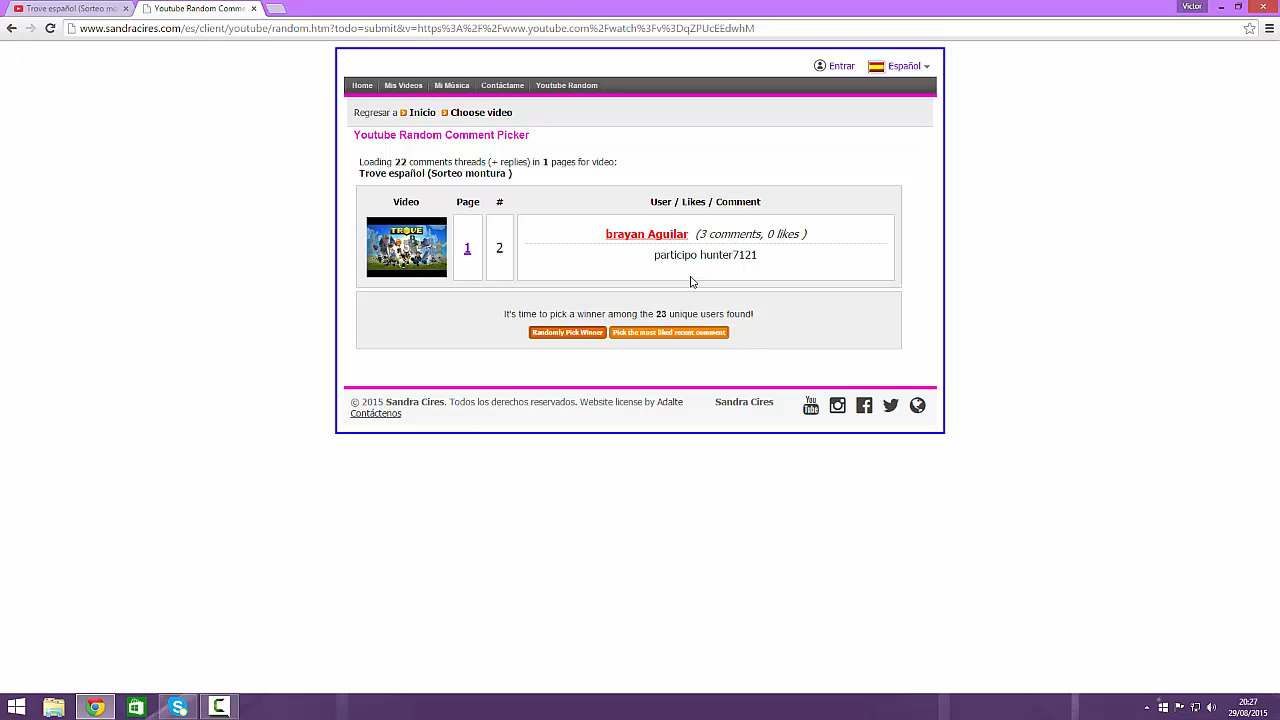 Trove español (Sorteo mo
Youtube Random Comme
Victor
www.sandracires.com/es/client/youtube/random.htm?todo=submit&v=https%3A%2F%2Fwww.youtube.com%2Fwatch%3Fv%3DqZPUcEEdwhM
Entrar
Español
Home
Mis Videos
Mi Música
Contáctame
Youtube Random
Regresar a Inicio Choose video
Youtube Random Comment Picker
Loading 22 comments threads (+ replies) in 1 pages for video:
Trove español (Sorteo montura )
Video Page # User / Likes / Comment
TROVE
1
2
brayan Aguilar (3 comments, 0 likes )
participo hunter7121
It's time to pick a winner among the 23 unique users found!
Randomly Pick Winner
Pick the most liked recent comment
© 2015 Sandra Cires. Todos los derechos reservados. Website license by Adalte
Contáctenos
Sandra Cires
You
Tube
20:27
29/08/2015